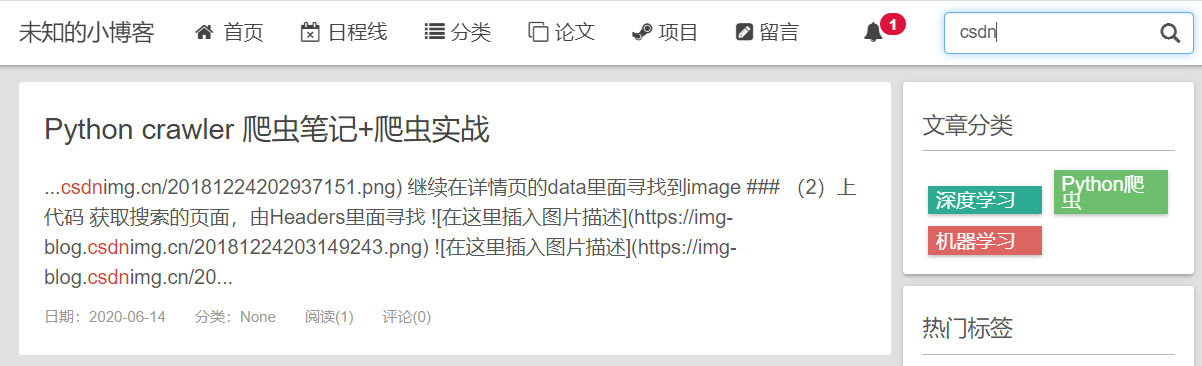 未知的小博客 首页 日程线 分类 论文 项目 留言 1 csdn
Python crawler 爬虫笔记+爬虫实战
...csdnimg.cn/20181224202937151.png) 继续在详情页的data里面寻找到image ### （2）上
代码 获取搜索的页面，由Headers里面寻找 ![在这里插入图片描述](https://img-
blog.csdnimg.cn/20181224203149243.png) ![在这里插入图片描述](https://img-
blog.csdnimg.cn/20...
日期：2020-06-14 分类：None 阅读(1) 评论(0)
文章分类
深度学习
Python爬
虫
机器学习
热门标签